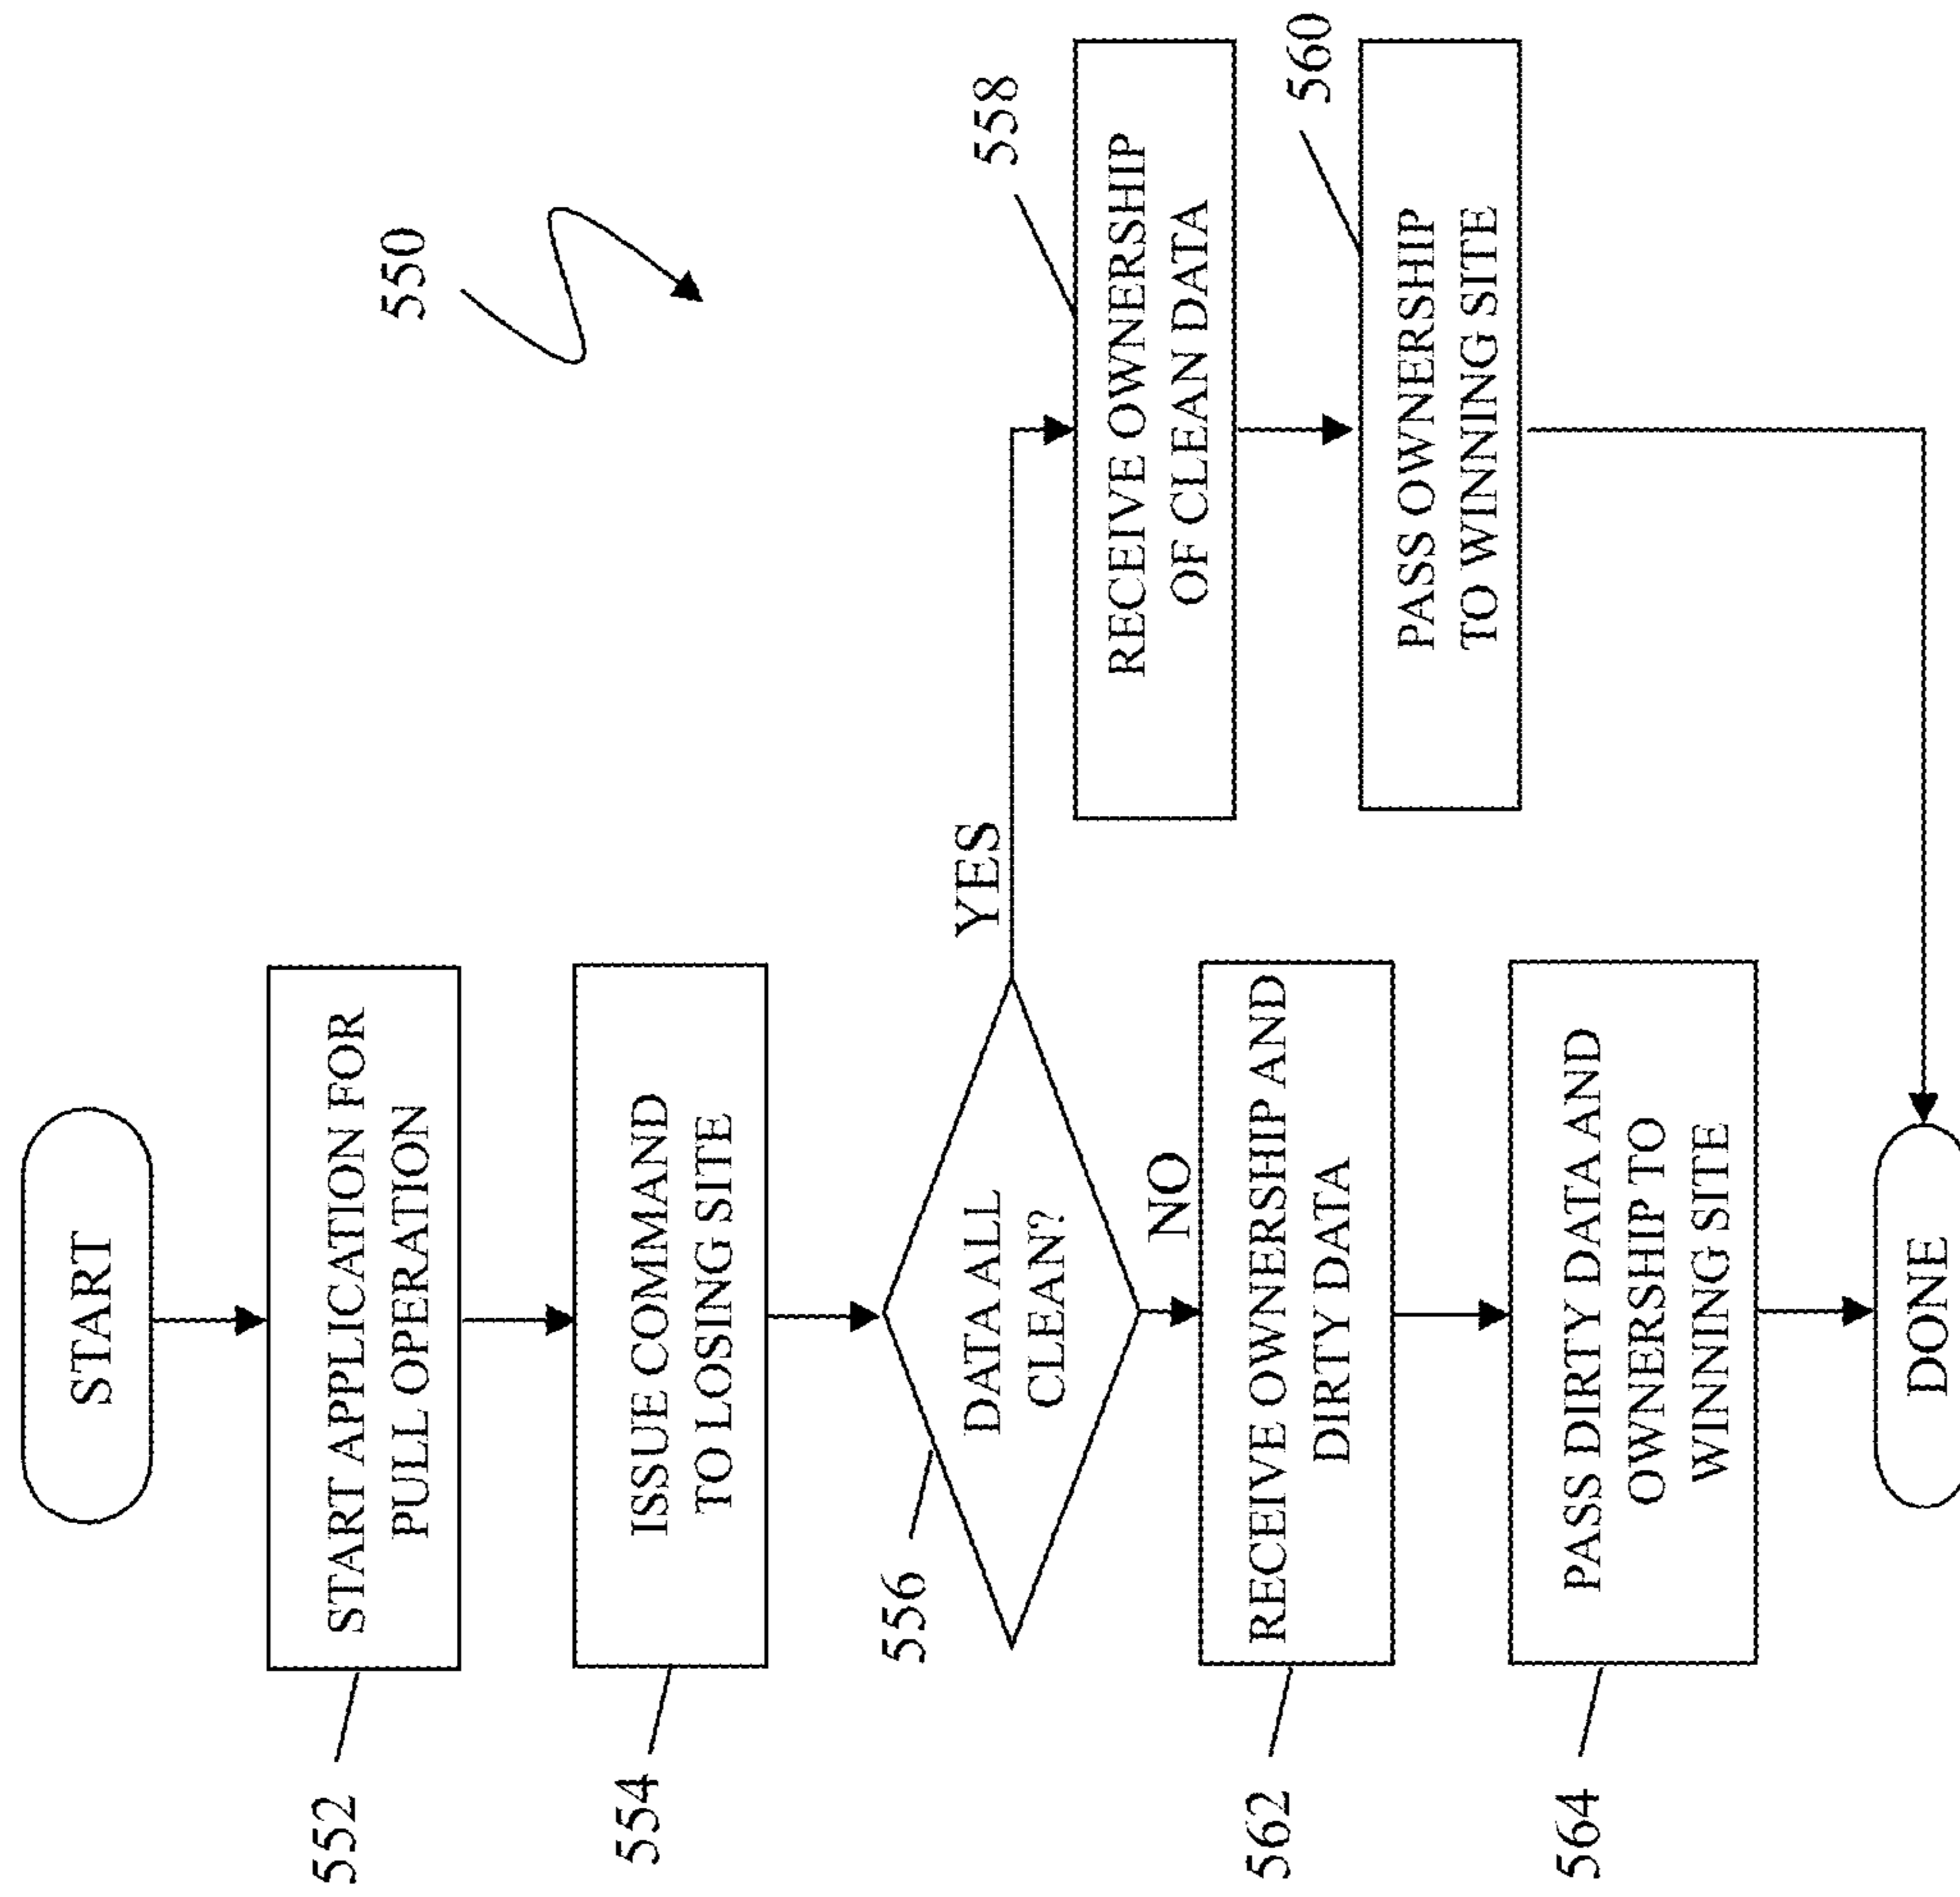 550
START
552
START APPLICATION FOR
PULL OPERATION
554
ISSUE COMMAND
TO LOSING SITE
556
DATA ALL
CLEAN?
YES
NO
558
RECEIVE OWNERSHIP
OF CLEAN DATA
560
PASS OWNERSHIP
TO WINNING SITE
562
RECEIVE OWNERSHIP AND
DIRTY DATA
564
PASS DIRTY DATA AND
OWNERSHIP TO
WINNING SITE
DONE